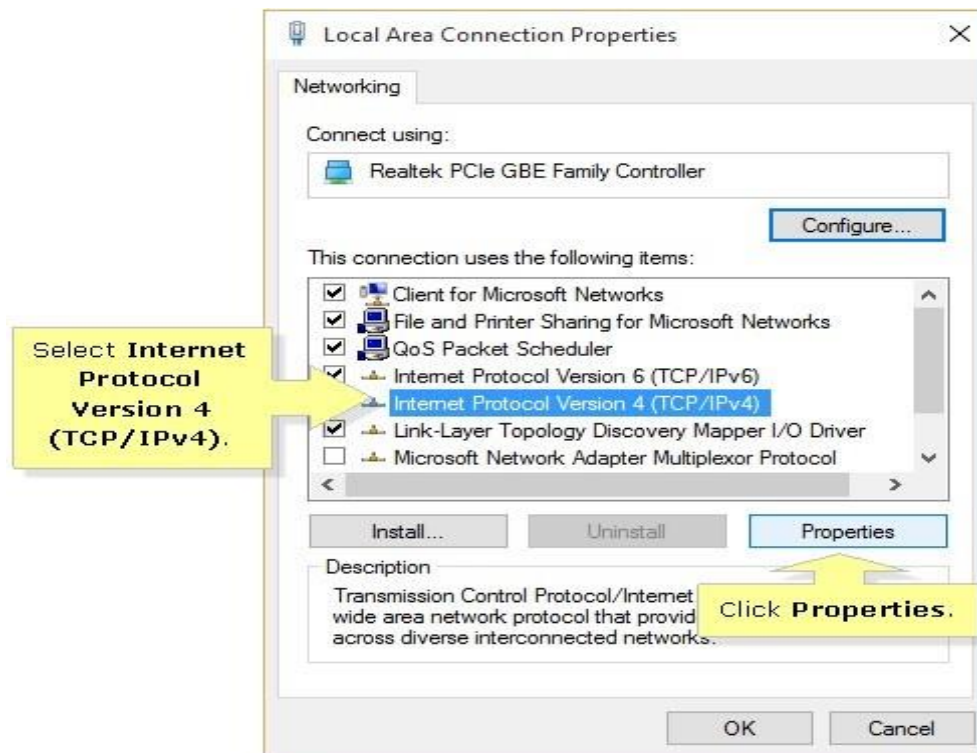 Local Area Connection Properties
Networking
Connect using:
Realtek PCIe GBE Family Controller
Configure...
This connection uses the following items:
Client for Microsoft Networks
File and Printer Sharing for Microsoft Networks
QoS Packet Scheduler
Internet Protocol Version 6 (TCP/IPv6)
Internet Protocol Version 4 (TCP/IPv4)
Link-Layer Topology Discovery Mapper I/O Driver
Microsoft Network Adapter Multiplexor Protocol
Select Internet
Protocol
Version 4
(TCP/IPv4).
Install...
Uninstall
Properties
Description
Transmission Control Protocol/Internet
wide area network protocol that provid
across diverse interconnected networks.
Click Properties.
OK
Cancel